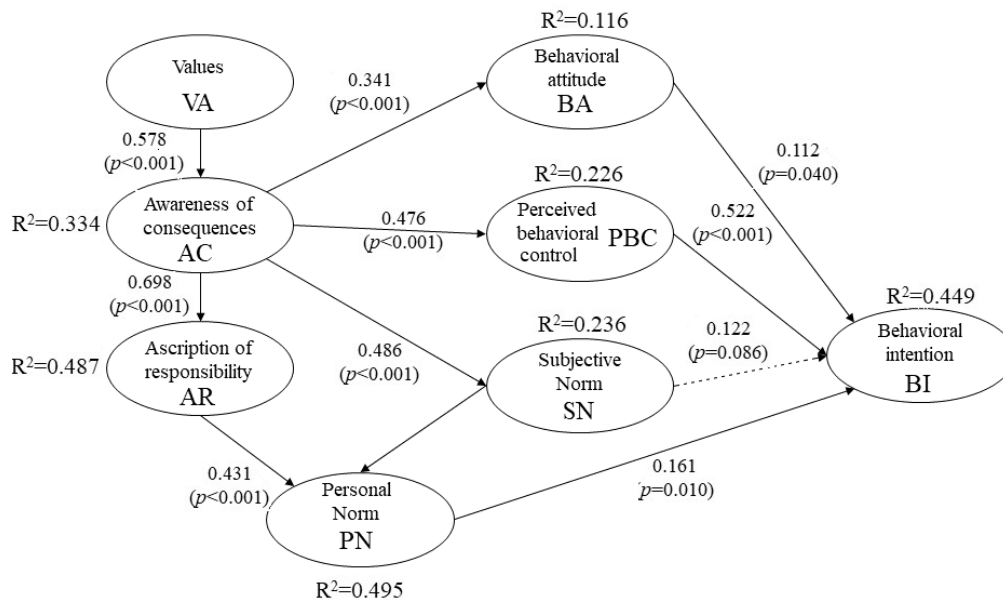 R²=0.116
Values
VA
Behavioral
attitude
BA
0.341
(p<0.001)
0.578
(p<0.001)
0.112
(p=0.040)
R²=0.226
R²=0.334
Awareness of
consequences
AC
0.476
(p<0.001)
Perceived
behavioral
control
PBC
0.522
(p<0.001)
0.698
(p<0.001)
R²=0.449
R²=0.236
0.122
(p=0.086)
Behavioral
intention
BI
R²=0.487
Ascription of
responsibility
AR
0.486
(p<0.001)
Subjective
Norm
SN
0.431
(p<0.001)
Personal
Norm
PN
0.161
(p=0.010)
R²=0.495